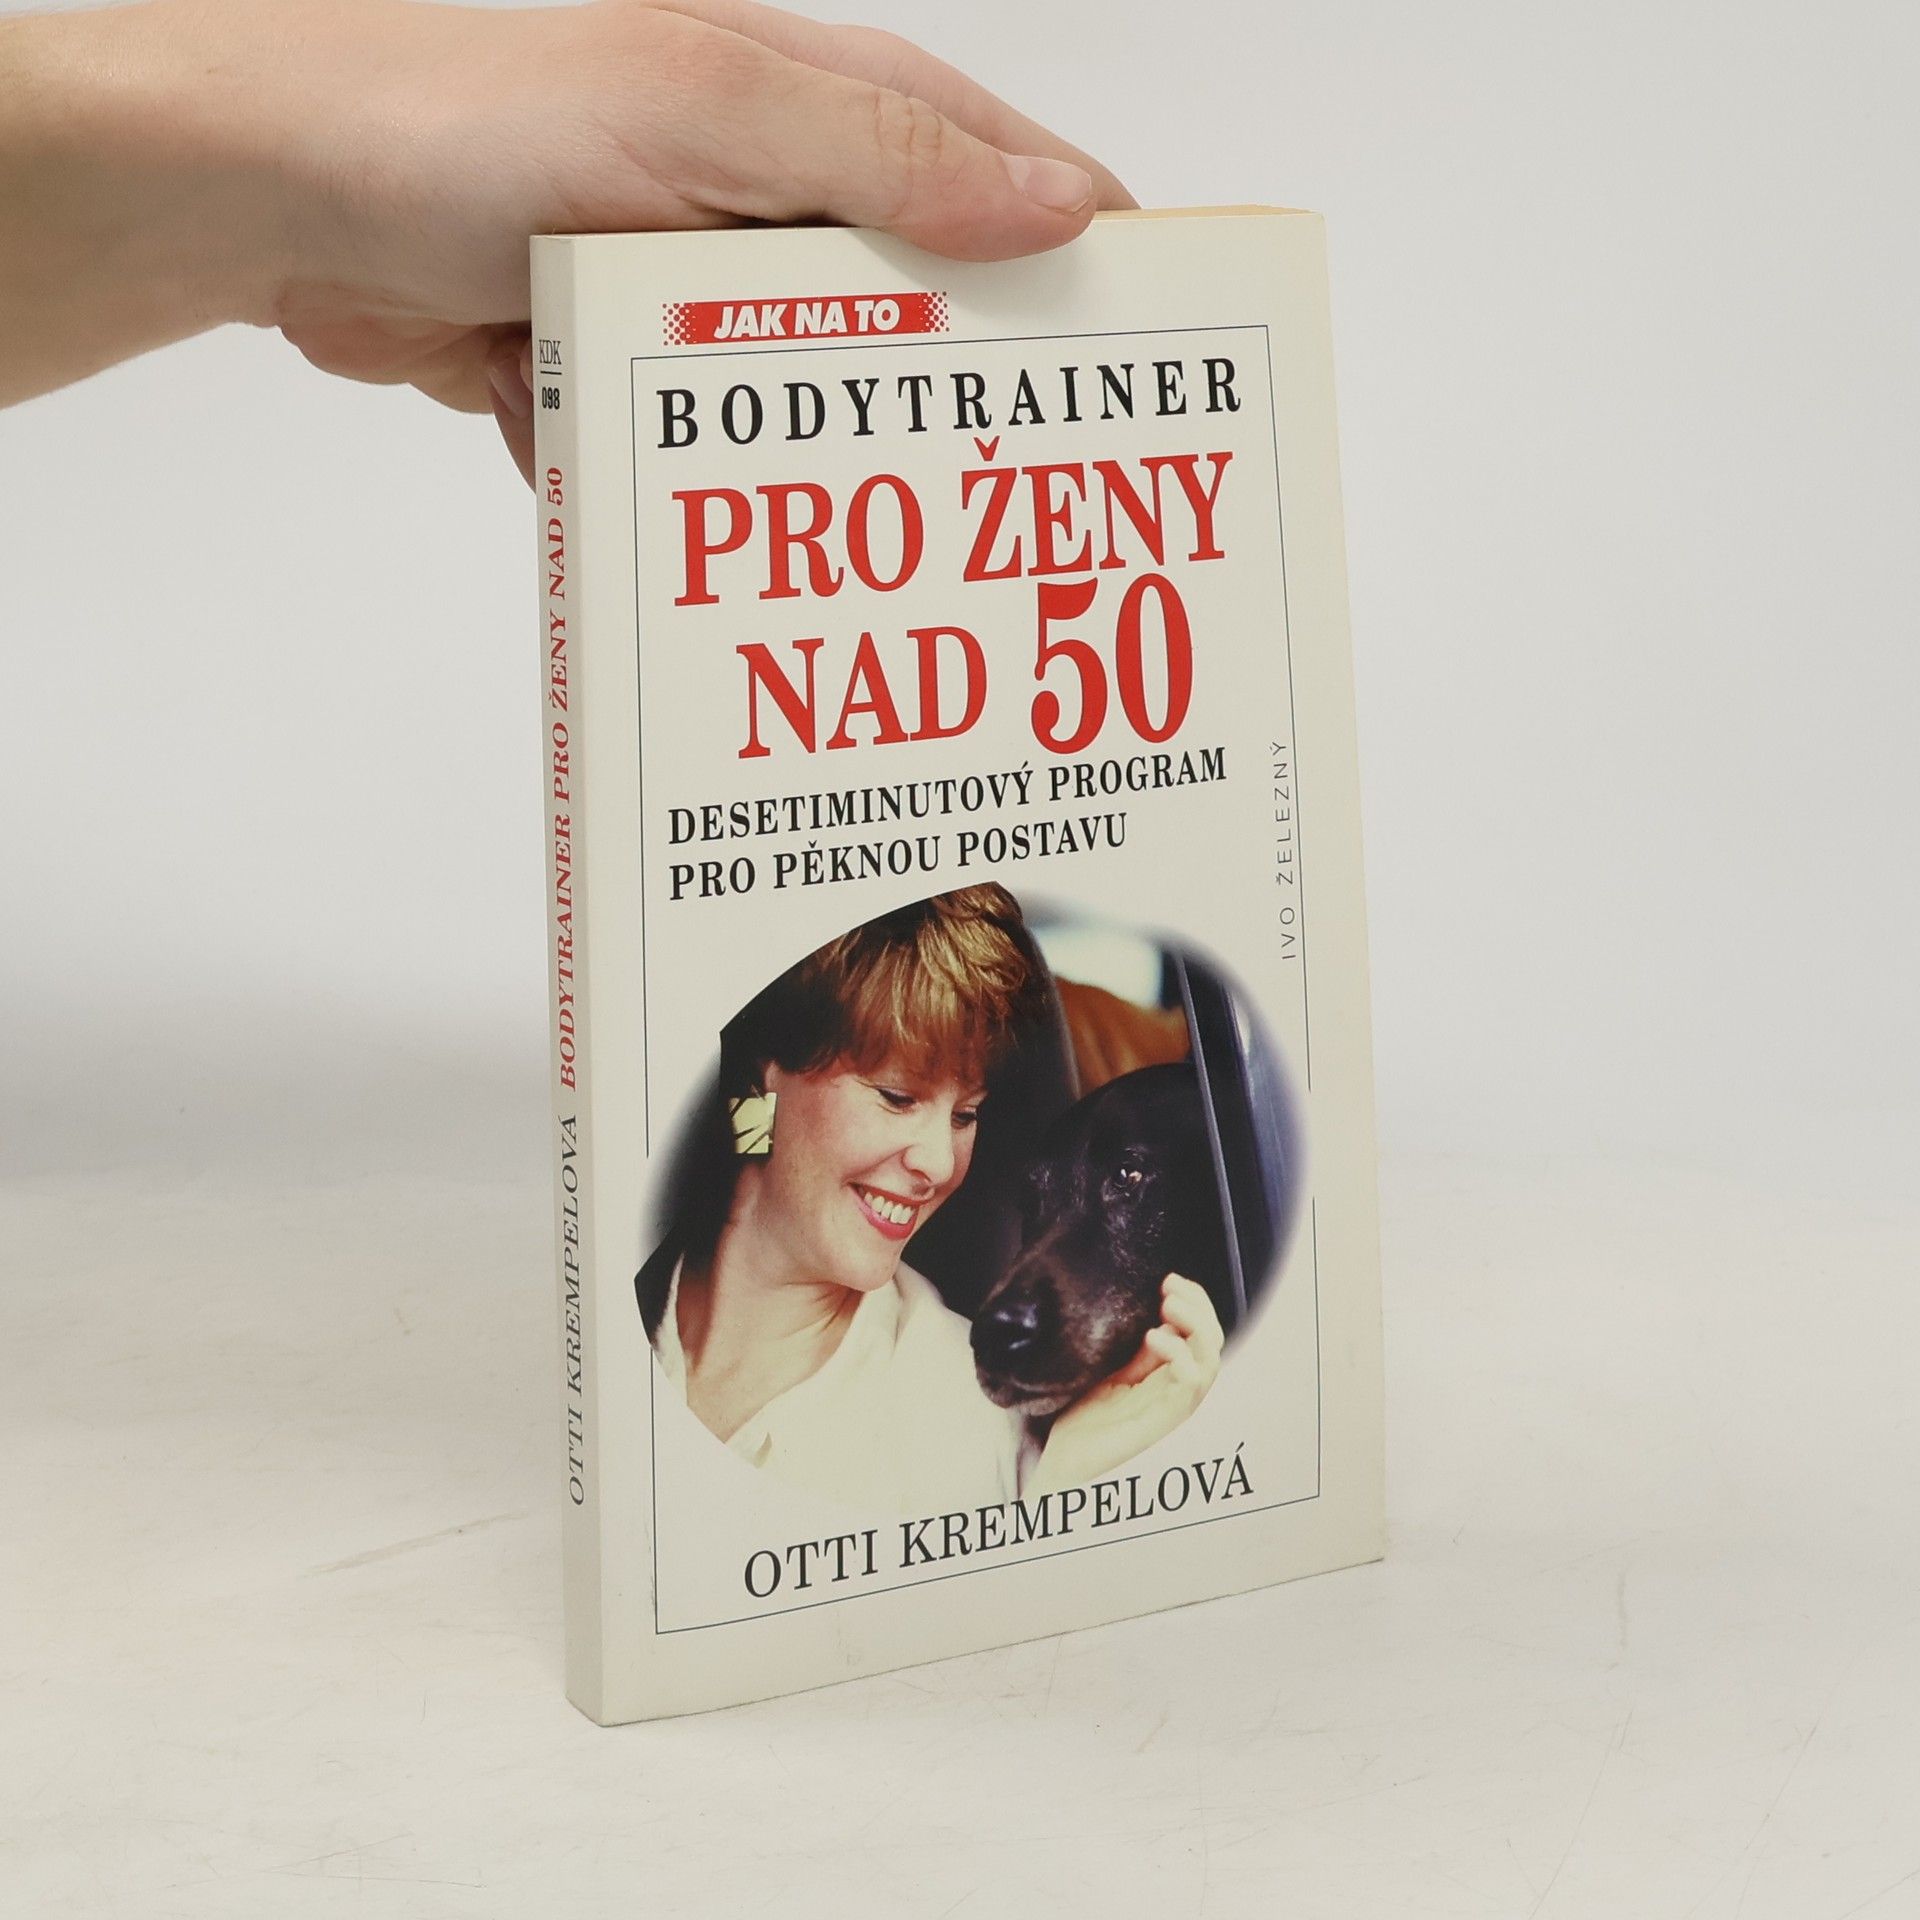 JAK NA TO
BODYTRAINER
PRO ŽENY
NAD 50
DESETIMINUTOVÝ PROGRAM
PRO PĚKNOU POSTAVU
IVO ŽELEZNÝ
OTTI KREMPELOVÁ
KDK
098
OTTI KREMPELOVÁ BODYTRAINER PRO ŽENY NAD 50